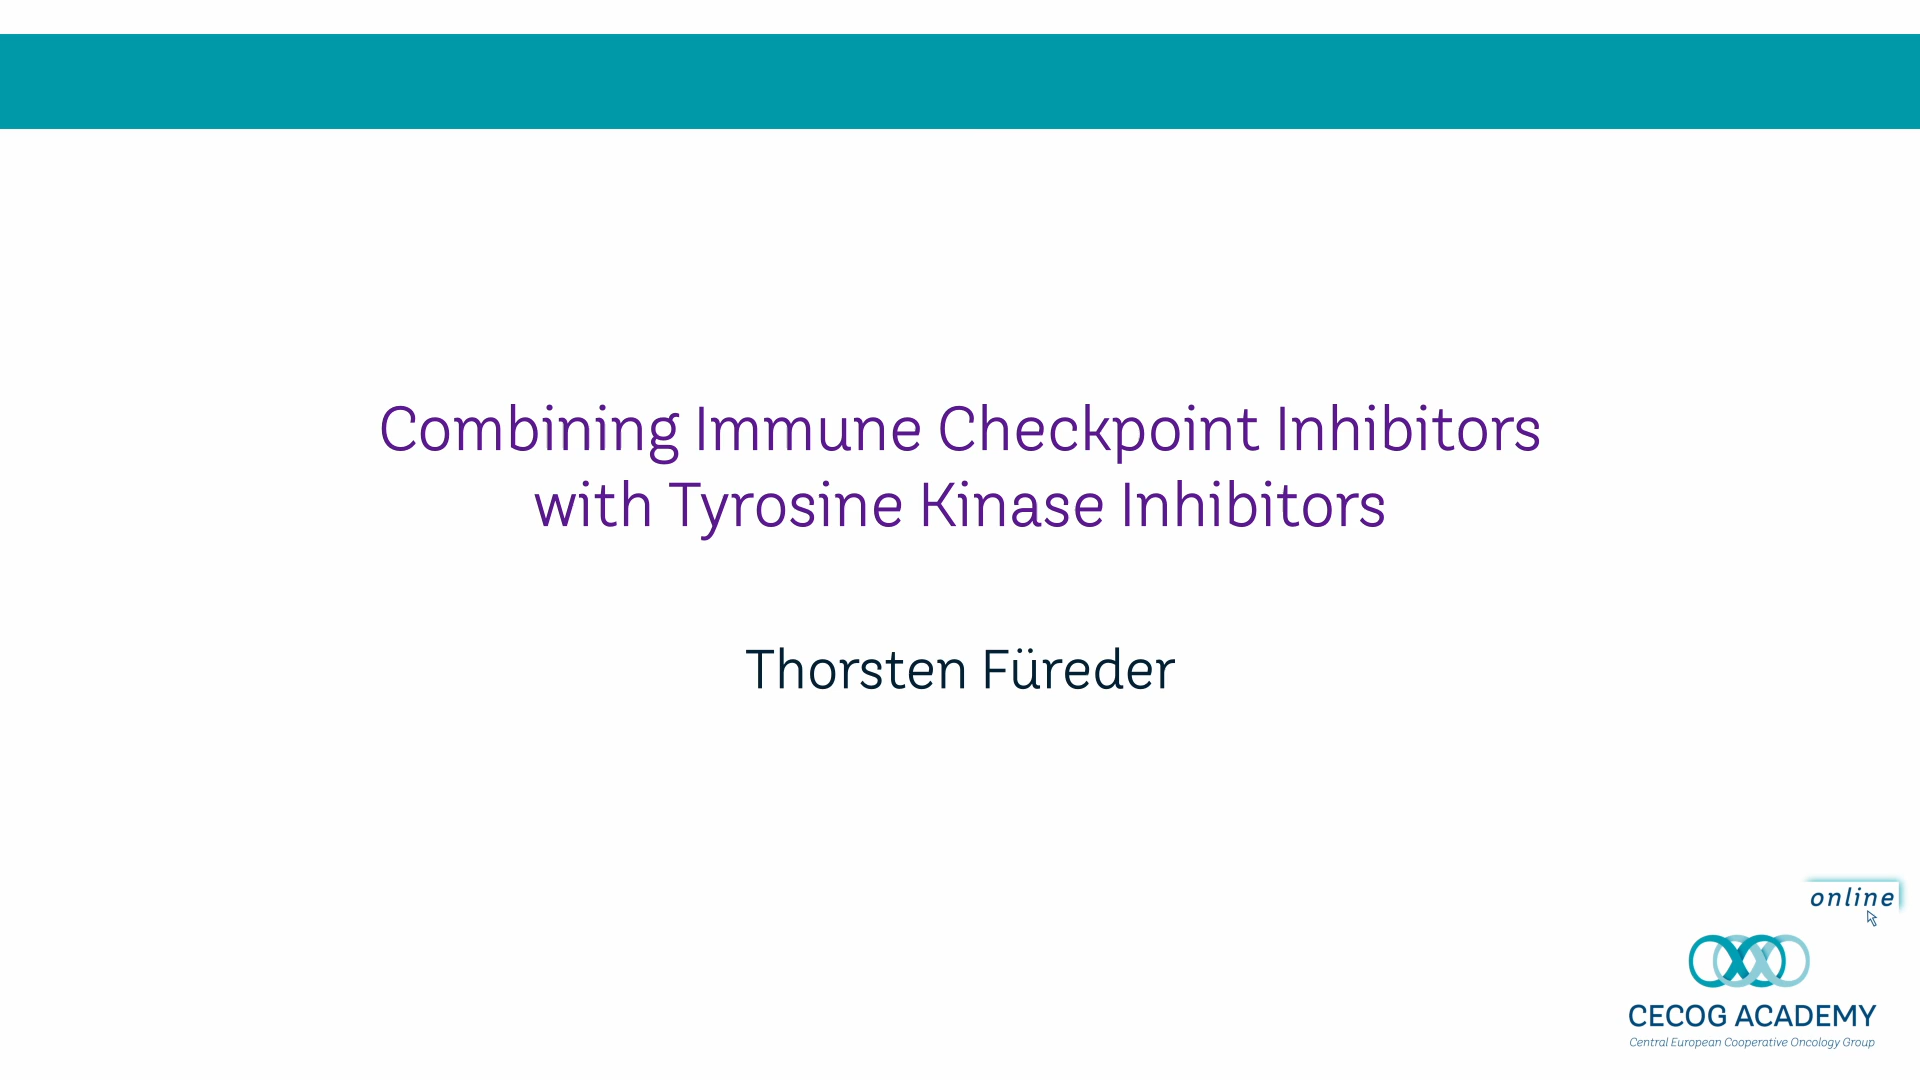 Combining Immune Checkpoint Inhibitors
with Tyrosine Kinase Inhibitors
Thorsten Füreder
online
CECOG ACADEMY
Central European Cooperative Oncology Group